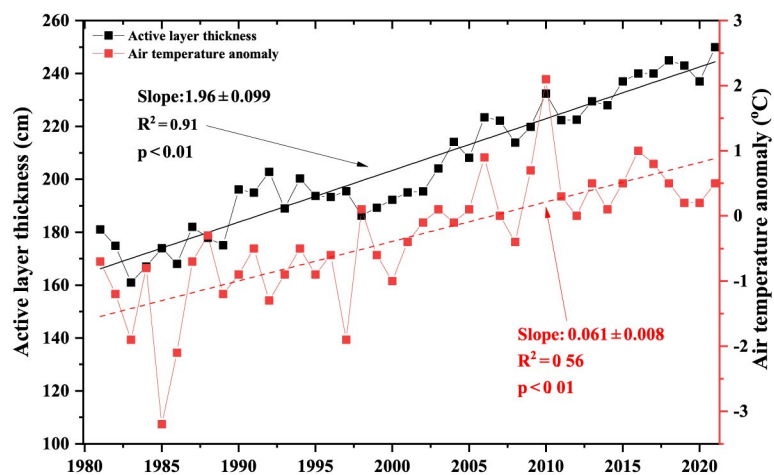 Active layer thickness
Air temperature anomaly
Slope:1.96±0.099
R²=0.91
p<0.01
Slope: 0.061±0.008
R²=0 56
p<0 01
Active layer thickness (cm)
260
240
220
200
180
160
140
120
100
Air temperature anomaly (°C)
3
2
1
0
-1
-2
-3
1980 1985 1990 1995 2000 2005 2010 2015 2020